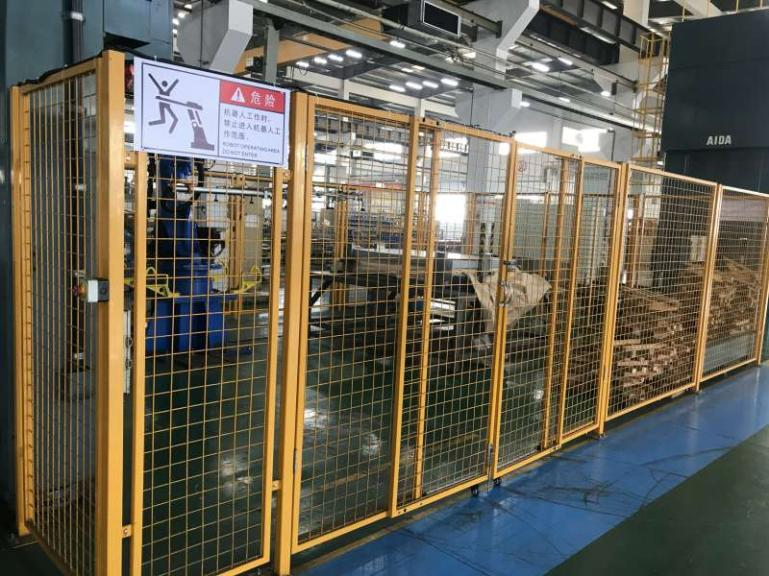 危险
机器人工作时,
禁止进入机器人工
作范围。
ROBOT OPERATING AREA
DO NOT ENTER
AIDA